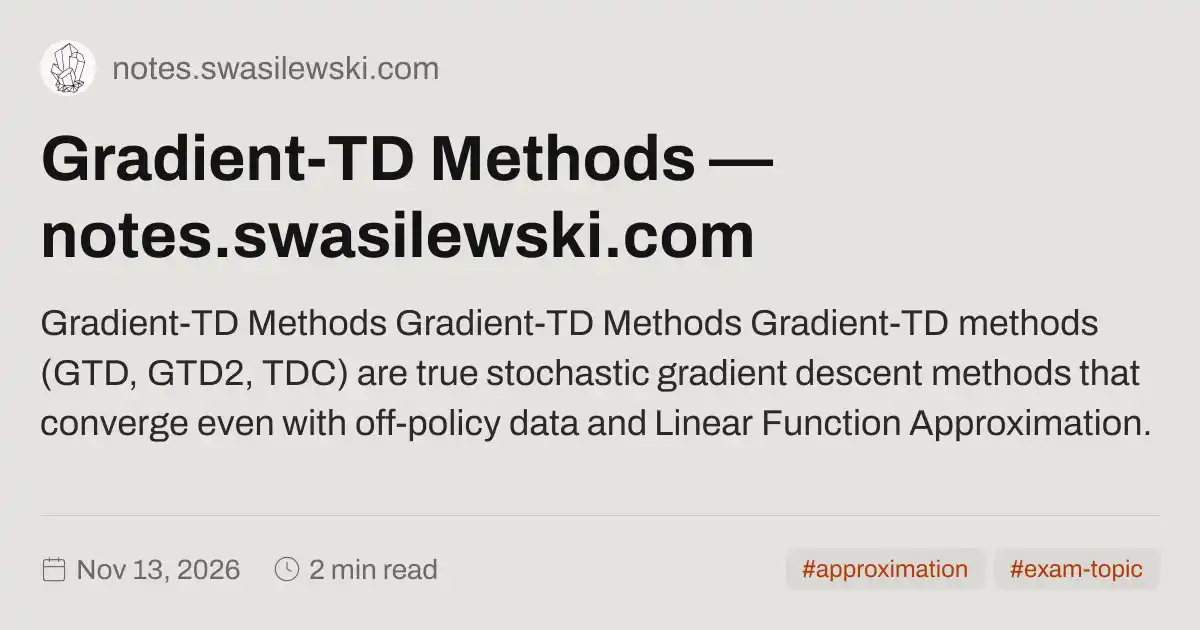 notes.swasilewski.com
Gradient-TD Methods —
notes.swasilewski.com
Gradient-TD Methods Gradient-TD Methods Gradient-TD methods
(GTD, GTD2, TDC) are true stochastic gradient descent methods that
converge even with off-policy data and Linear Function Approximation.
Nov 13, 2026 2 min read #approximation #exam-topic